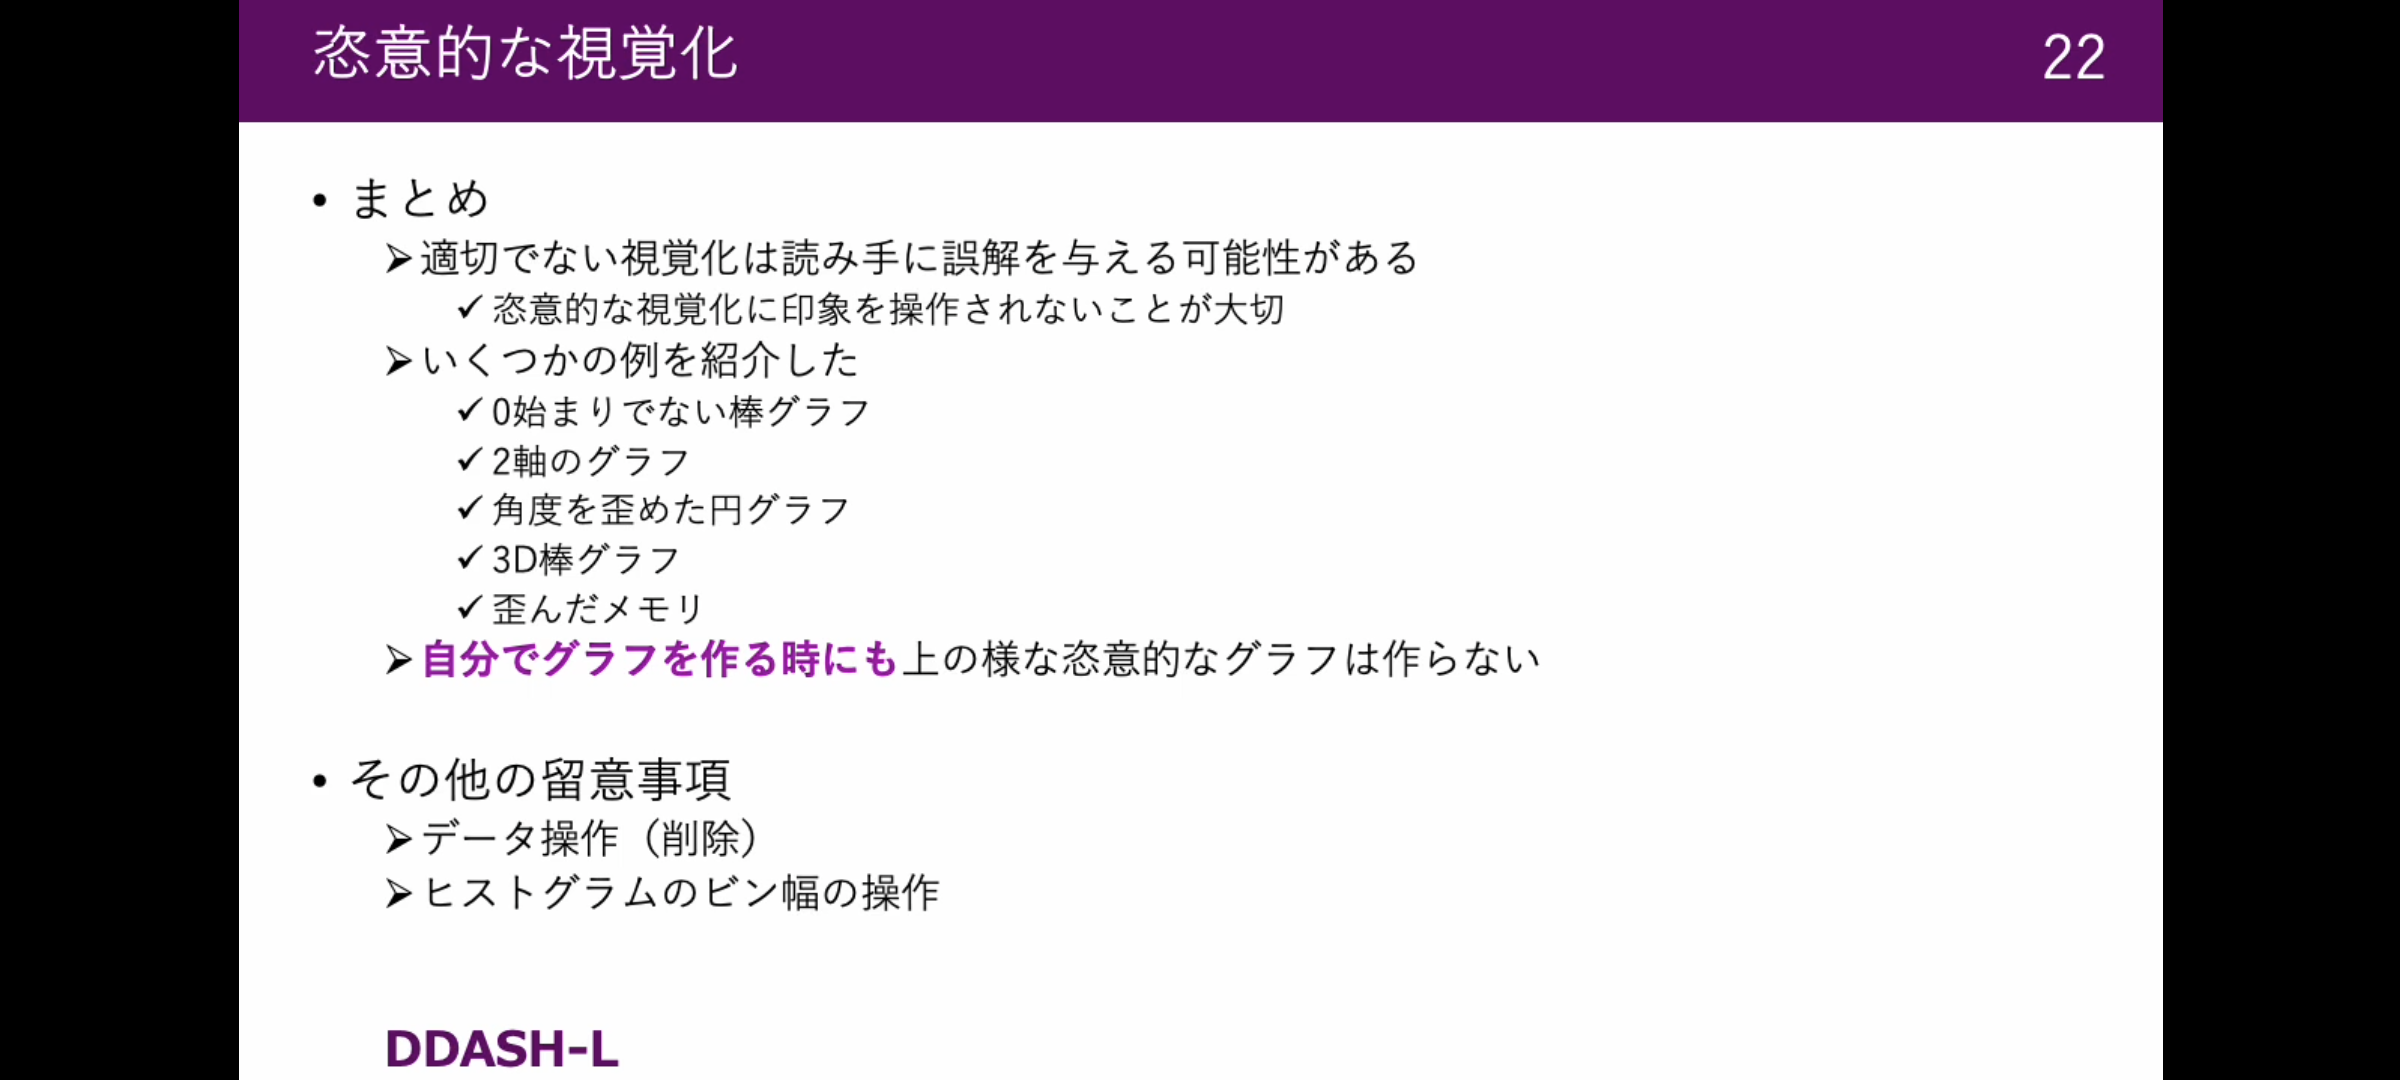 恣意的な視覚化
22
• まとめ
➢適切でない視覚化は読み手に誤解を与える可能性がある
✓恣意的な視覚化に印象を操作されないことが大切
➢いくつかの例を紹介した
✓0始まりでない棒グラフ
✓2軸のグラフ
✓角度を歪めた円グラフ
✓3D棒グラフ
✓歪んだメモリ
➢自分でグラフを作る時にも上の様な恣意的なグラフは作らない
• その他の留意事項
➢データ操作（削除）
➢ヒストグラムのビン幅の操作
DDASH-L